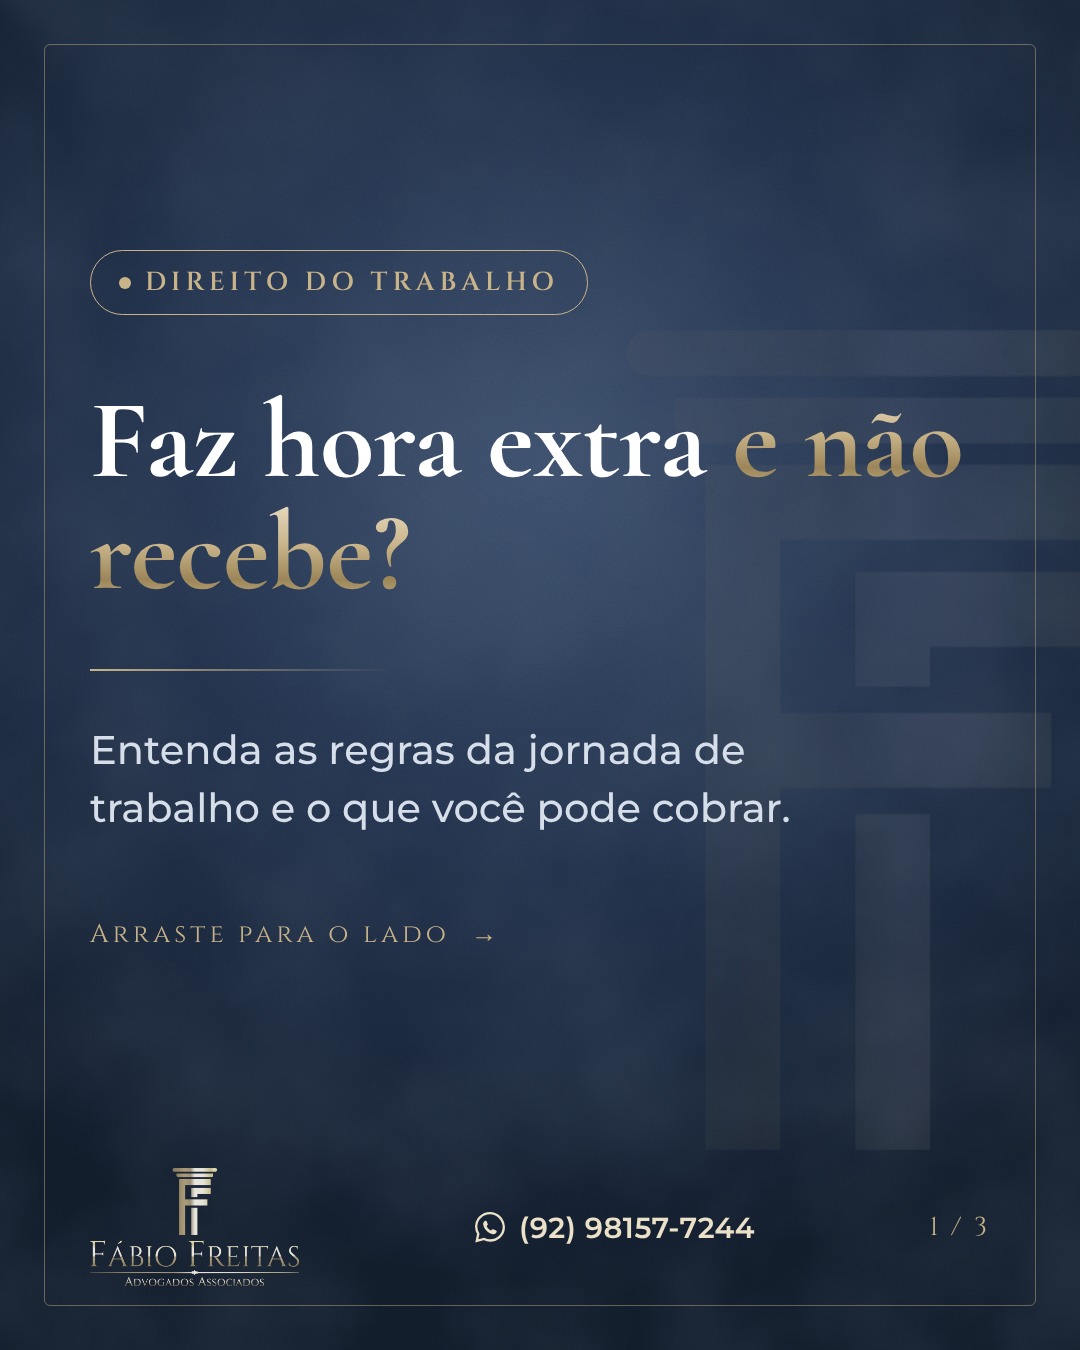 DIREITO DO TRABALHO
Faz hora extra e não
recebe?
Entenda as regras da jornada de
trabalho e o que você pode cobrar.
ARRASTE PARA O LADO →
FÁBIO FREITAS
ADVOGADOS ASSOCIADOS
(92) 98157-7244
1 / 3